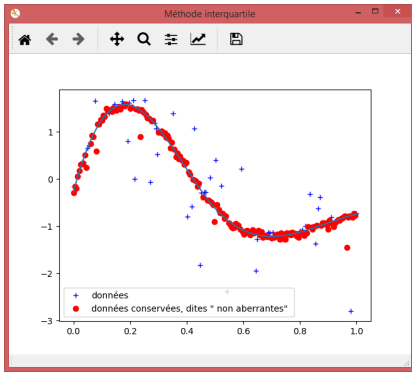 Méthode interquartile
1
0
−1
−2
−3
0.0 0.2 0.4 0.6 0.8 1.0
données
données conservées, dites " non aberrantes"